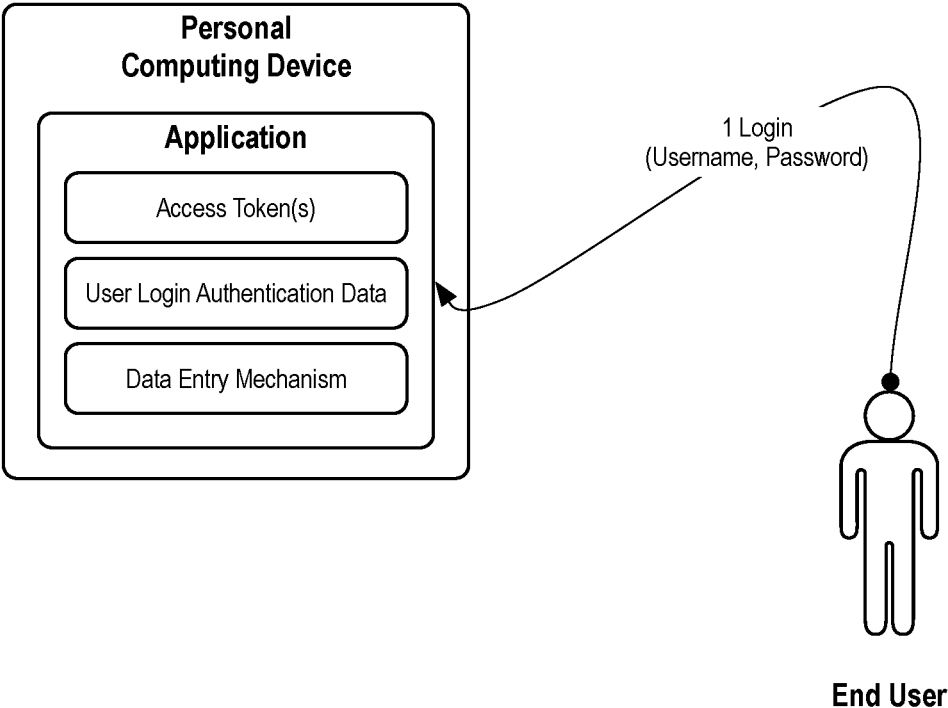 Personal
Computing Device
Application
Access Token(s)
User Login Authentication Data
Data Entry Mechanism
1 Login
(Username, Password)
End User